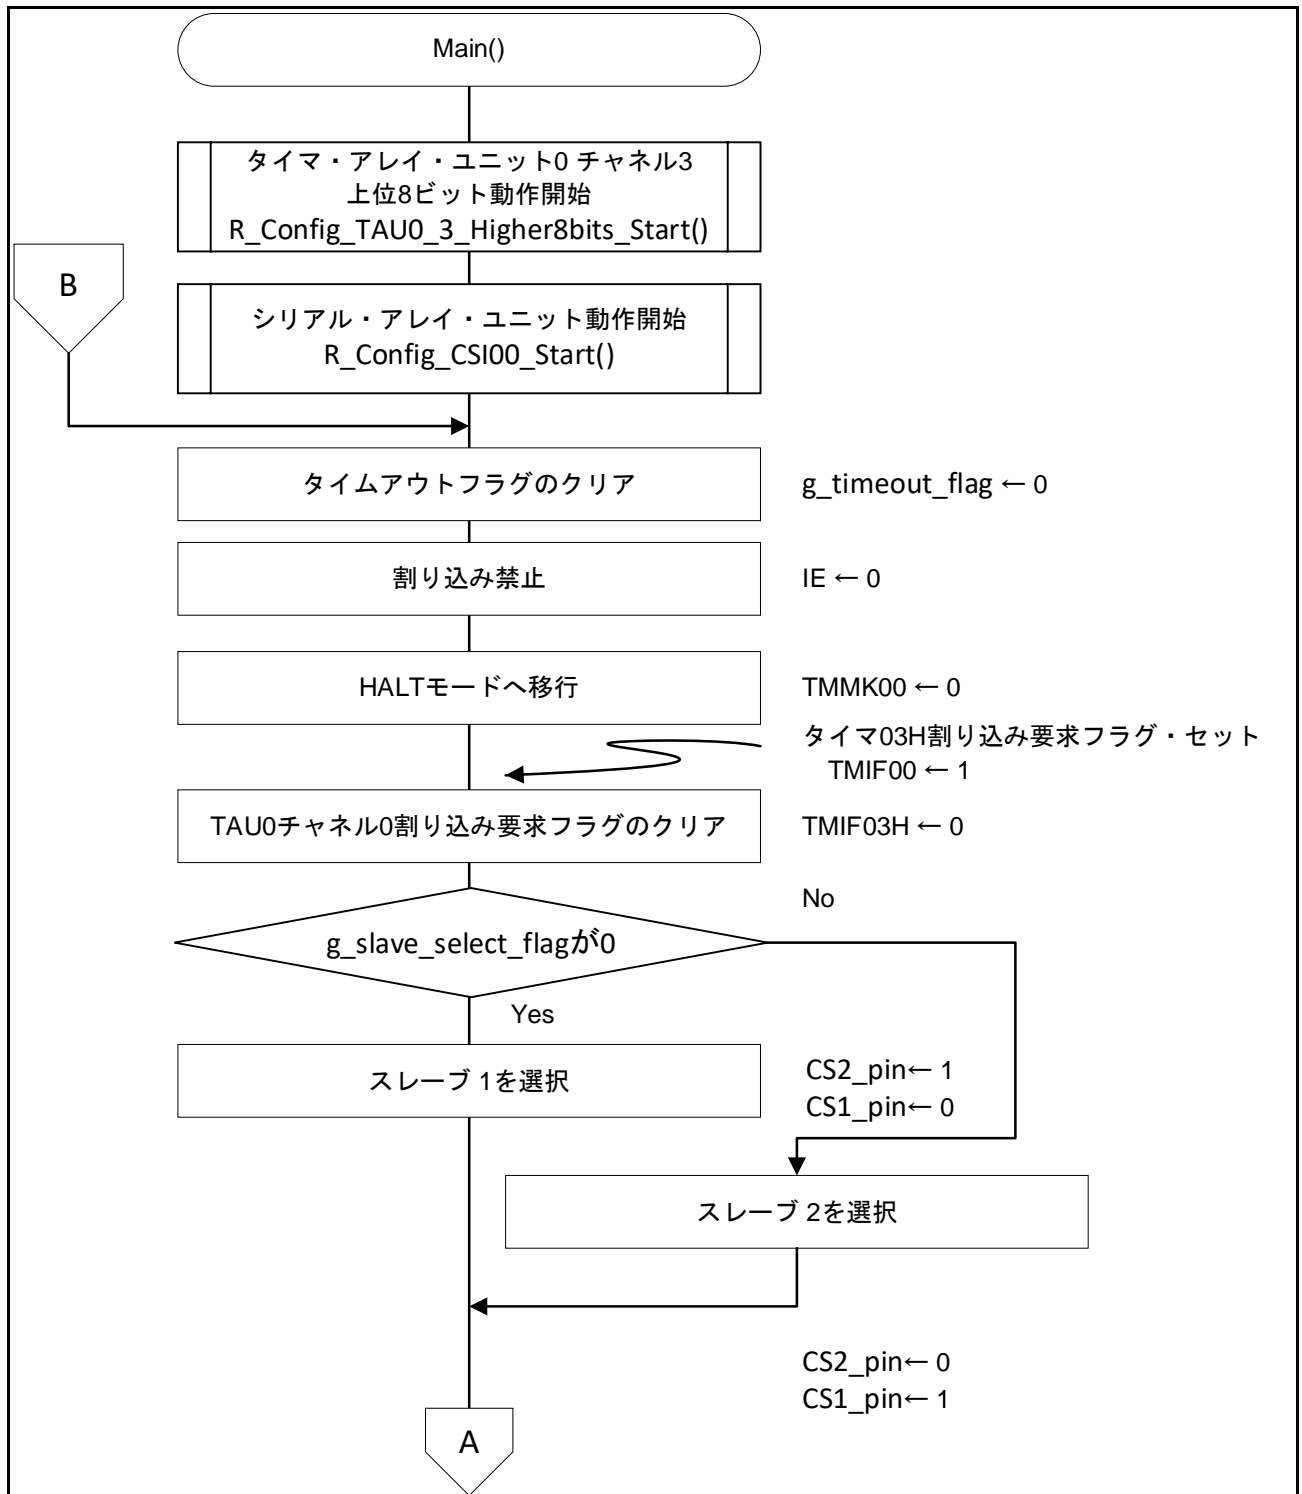 Main()
タイマ・アレイ・ユニット0 チャネル3
上位8ビット動作開始
R_Config_TAU0_3_Higher8bits_Start()
B
シリアル・アレイ・ユニット動作開始
R_Config_CSI00_Start()
タイムアウトフラグのクリア
g_timeout_flag ← 0
割り込み禁止
IE ← 0
HALTモードへ移行
TMMK00 ← 0
タイマ03H割り込み要求フラグ・セット
TMIF00 ← 1
TAU0チャネル0割り込み要求フラグのクリア
TMIF03H ← 0
No
g_slave_select_flagが0
Yes
スレーブ 1を選択
CS2_pin← 1
CS1_pin← 0
スレーブ 2を選択
CS2_pin← 0
CS1_pin← 1
A